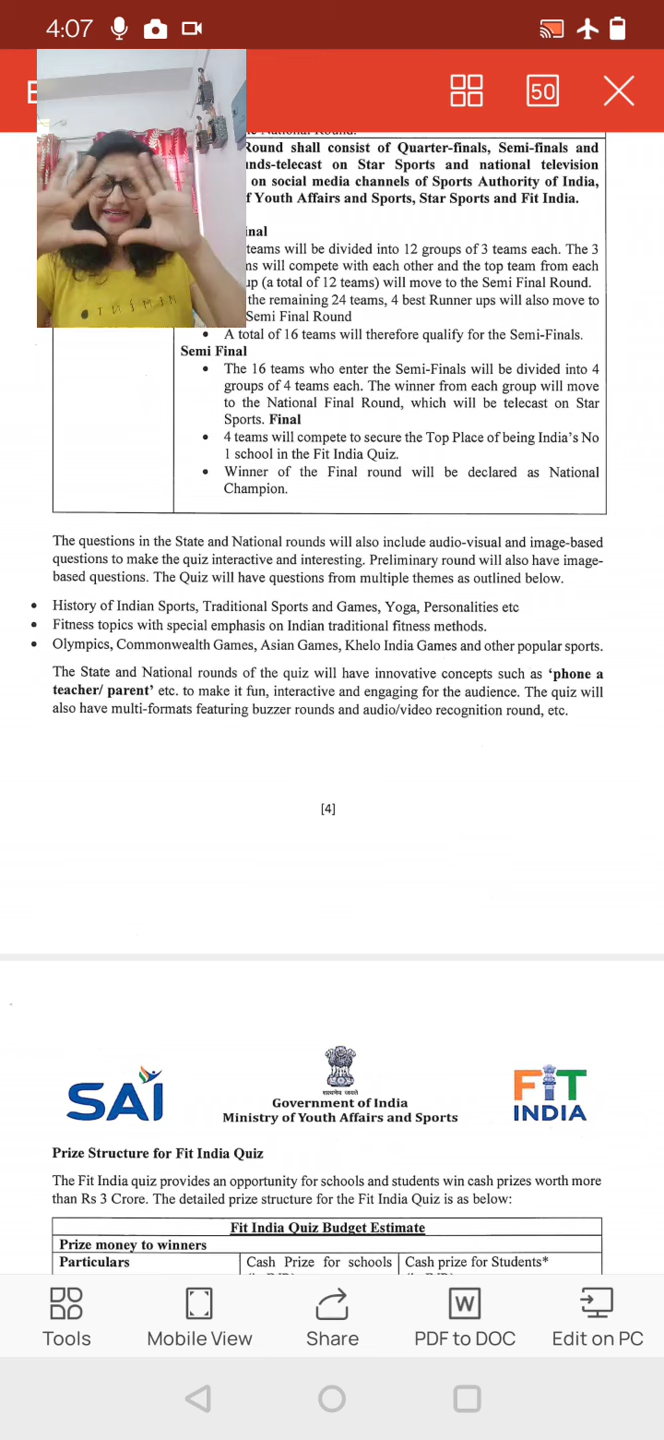 4:07
50
Round shall consist of Quarter-finals, Semi-finals and
nds-telecast on Star Sports and national television
on social media channels of Sports Authority of India,
f Youth Affairs and Sports, Star Sports and Fit India.
inal
teams will be divided into 12 groups of 3 teams each. The 3
ns will compete with each other and the top team from each
up (a total of 12 teams) will move to the Semi Final Round.
the remaining 24 teams, 4 best Runner ups will also move to
Semi Final Round
• A total of 16 teams will therefore qualify for the Semi-Finals.
Semi Final
• The 16 teams who enter the Semi-Finals will be divided into 4
groups of 4 teams each. The winner from each group will move
to the National Final Round, which will be telecast on Star
Sports. Final
• 4 teams will compete to secure the Top Place of being India's No
1 school in the Fit India Quiz.
• Winner of the Final round will be declared as National
Champion.
The questions in the State and National rounds will also include audio-visual and image-based
questions to make the quiz interactive and interesting. Preliminary round will also have image-
based questions. The Quiz will have questions from multiple themes as outlined below.
• History of Indian Sports, Traditional Sports and Games, Yoga, Personalities etc
• Fitness topics with special emphasis on Indian traditional fitness methods.
• Olympics, Commonwealth Games, Asian Games, Khelo India Games and other popular sports.
The State and National rounds of the quiz will have innovative concepts such as 'phone a
teacher/ parent' etc. to make it fun, interactive and engaging for the audience. The quiz will
also have multi-formats featuring buzzer rounds and audio/video recognition round, etc.
[4]
SAI
सत्यमेव जयते
Government of India
Ministry of Youth Affairs and Sports
FIT
INDIA
Prize Structure for Fit India Quiz
The Fit India quiz provides an opportunity for schools and students win cash prizes worth more
than Rs 3 Crore. The detailed prize structure for the Fit India Quiz is as below:
Fit India Quiz Budget Estimate
Prize money to winners
Particulars Cash Prize for schools Cash prize for Students*
Tools Mobile View Share PDF to DOC Edit on PC